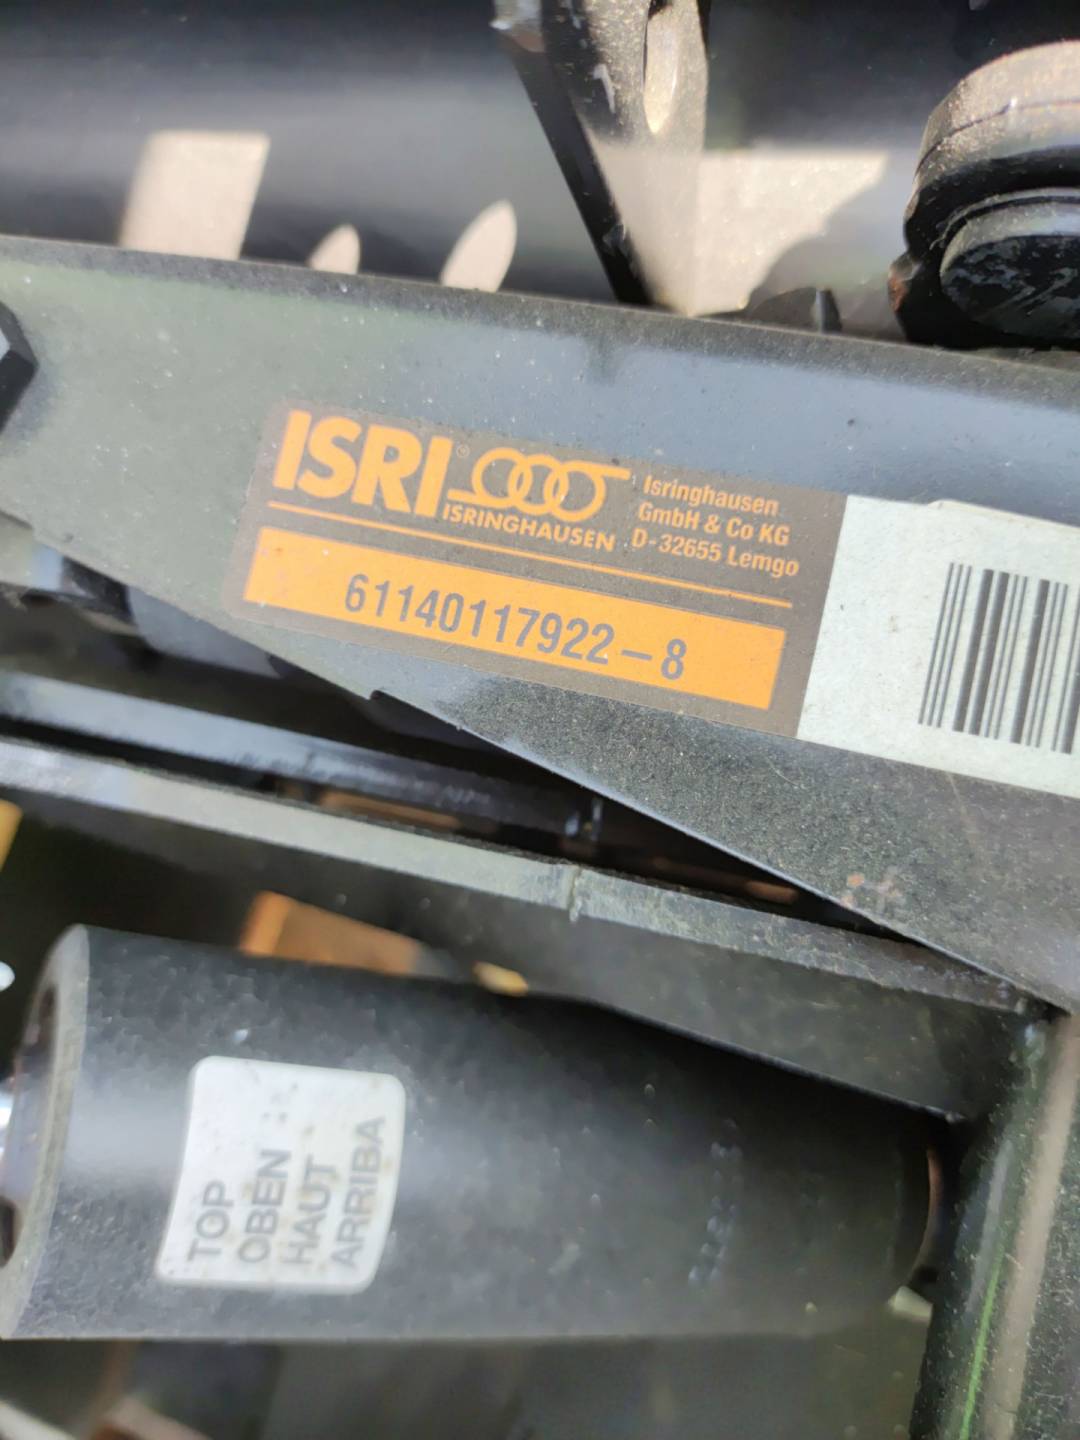 ISRI®
ISRINGHAUSEN
Isringhausen
GmbH & Co KG
D-32655 Lemgo
61140117922-8
TOP
OBEN
HAUT
ARRIBA